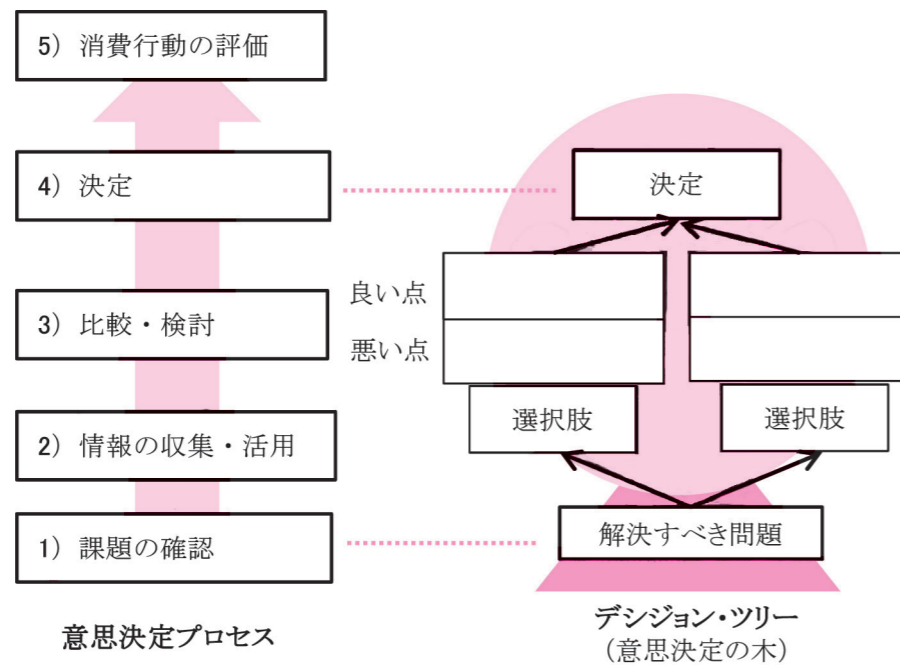 5) 消費行動の評価
4) 決定
3) 比較・検討
2) 情報の収集・活用
1) 課題の確認
意思決定プロセス
決定
良い点
悪い点
選択肢
選択肢
解決すべき問題
デシジョン・ツリー
(意思決定の木)